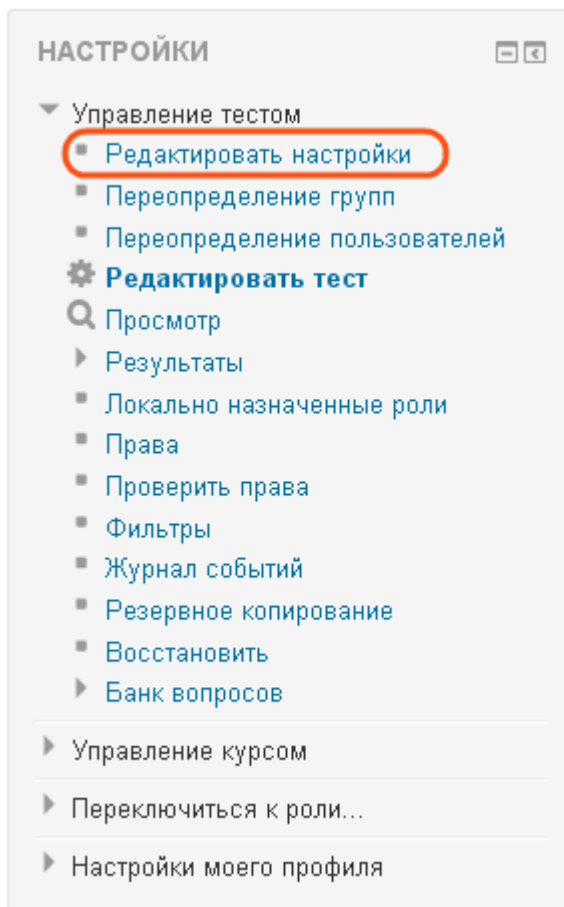 НАСТРОЙКИ
Управление тестом
Редактировать настройки
Переопределение групп
Переопределение пользователей
Редактировать тест
Просмотр
Результаты
Локально назначенные роли
Права
Проверить права
Фильтры
Журнал событий
Резервное копирование
Восстановить
Банк вопросов
Управление курсом
Переключиться к роли...
Настройки моего профиля